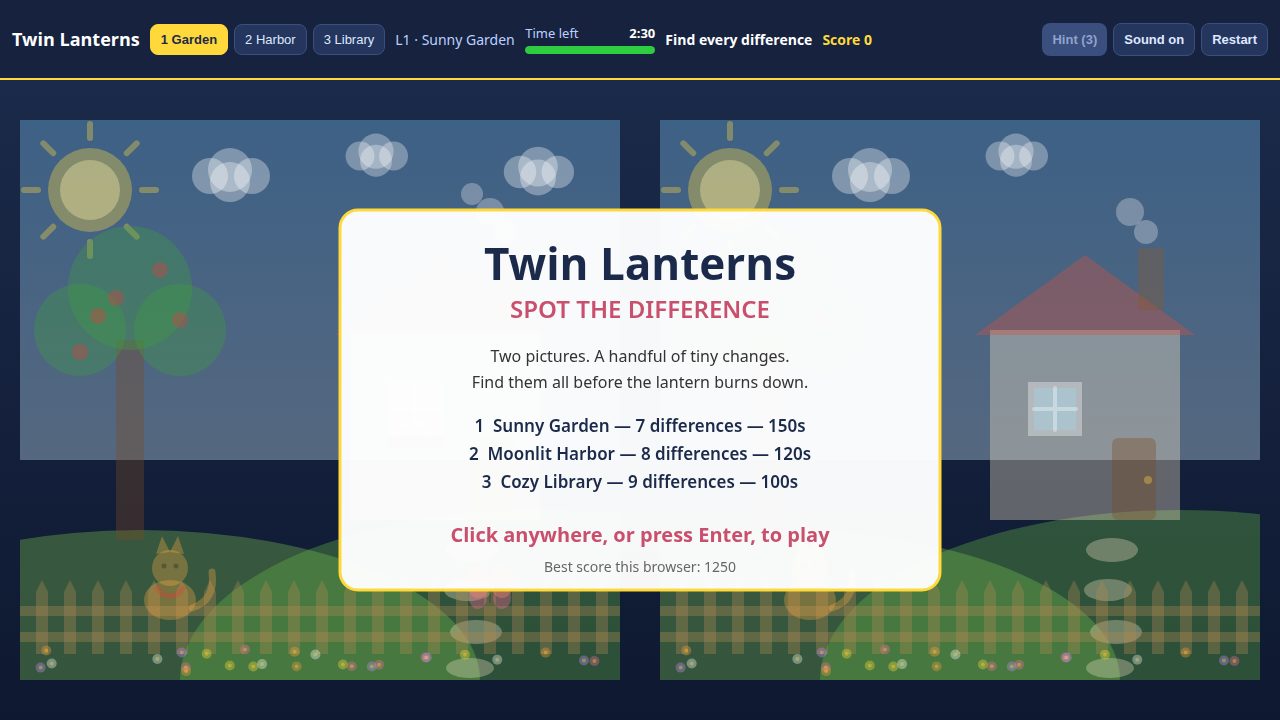 Twin Lanterns
1 Garden
2 Harbor
3 Library
L1 · Sunny Garden
Time left 2:30
Find every difference
Score 0
Hint (3)
Sound on
Restart
Twin Lanterns
SPOT THE DIFFERENCE
Two pictures. A handful of tiny changes.
Find them all before the lantern burns down.
1 Sunny Garden — 7 differences — 150s
2 Moonlit Harbor — 8 differences — 120s
3 Cozy Library — 9 differences — 100s
Click anywhere, or press Enter, to play
Best score this browser: 1250